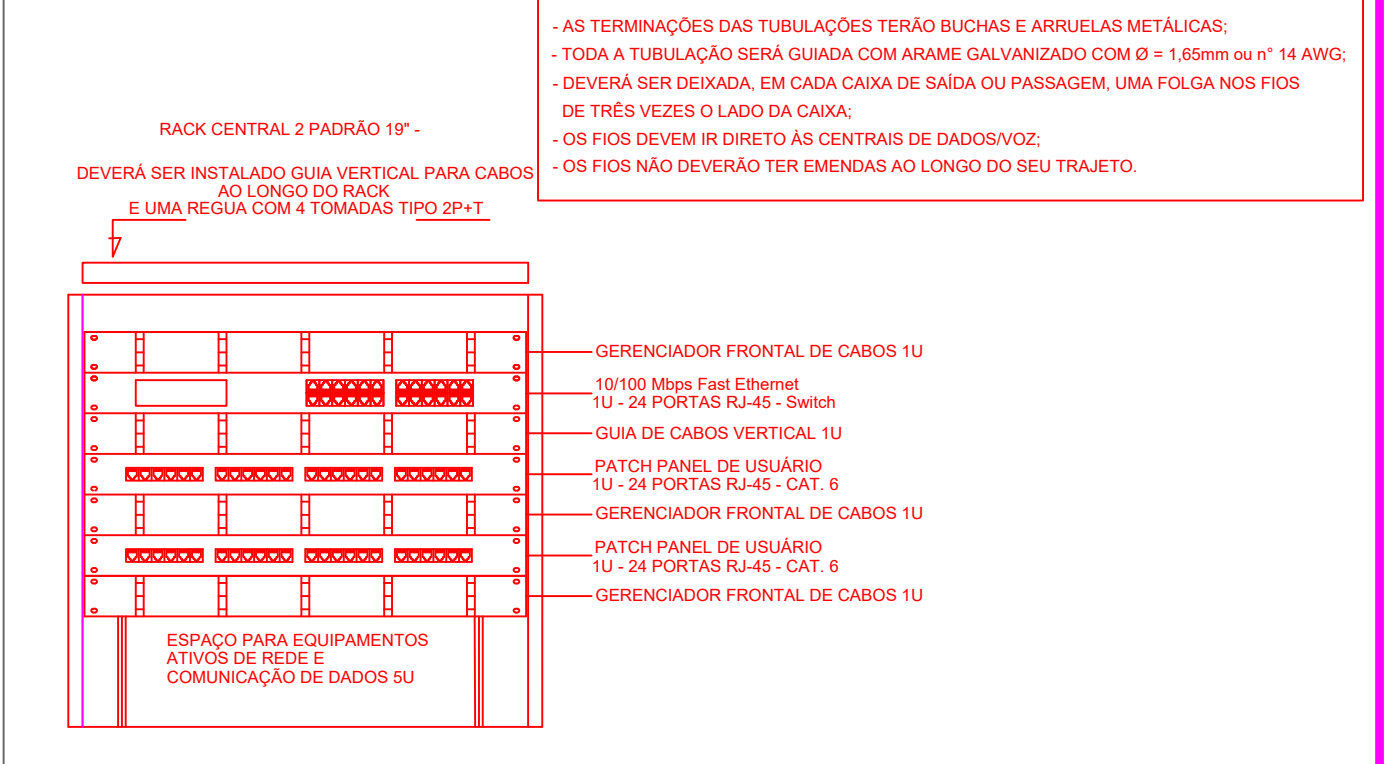 - AS TERMINAÇÕES DAS TUBULAÇÕES TERÃO BUCHAS E ARRUELAS METÁLICAS;
- TODA A TUBULAÇÃO SERÁ GUIADA COM ARAME GALVANIZADO COM Ø = 1,65mm ou n° 14 AWG;
- DEVERÁ SER DEIXADA, EM CADA CAIXA DE SAÍDA OU PASSAGEM, UMA FOLGA NOS FIOS
DE TRÊS VEZES O LADO DA CAIXA;
- OS FIOS DEVEM IR DIRETO ÀS CENTRAIS DE DADOS/VOZ;
- OS FIOS NÃO DEVERÃO TER EMENDAS AO LONGO DO SEU TRAJETO.
RACK CENTRAL 2 PADRÃO 19" -
DEVERÁ SER INSTALADO GUIA VERTICAL PARA CABOS
AO LONGO DO RACK
E UMA REGUA COM 4 TOMADAS TIPO 2P+T
GERENCIADOR FRONTAL DE CABOS 1U
10/100 Mbps Fast Ethernet
1U - 24 PORTAS RJ-45 - Switch
GUIA DE CABOS VERTICAL 1U
PATCH PANEL DE USUÁRIO
1U - 24 PORTAS RJ-45 - CAT. 6
GERENCIADOR FRONTAL DE CABOS 1U
PATCH PANEL DE USUÁRIO
1U - 24 PORTAS RJ-45 - CAT. 6
GERENCIADOR FRONTAL DE CABOS 1U
ESPAÇO PARA EQUIPAMENTOS
ATIVOS DE REDE E
COMUNICAÇÃO DE DADOS 5U